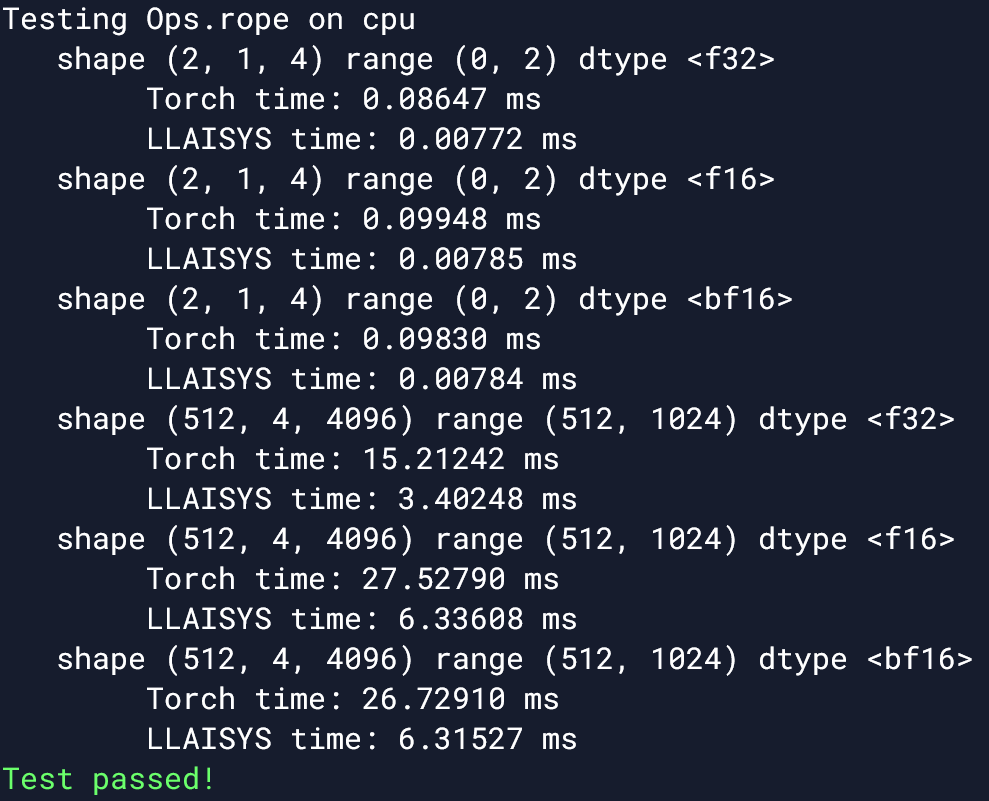 Testing Ops.rope on cpu
   shape (2, 1, 4) range (0, 2) dtype <f32>
        Torch time: 0.08647 ms
        LLAISYS time: 0.00772 ms
   shape (2, 1, 4) range (0, 2) dtype <f16>
        Torch time: 0.09948 ms
        LLAISYS time: 0.00785 ms
   shape (2, 1, 4) range (0, 2) dtype <bf16>
        Torch time: 0.09830 ms
        LLAISYS time: 0.00784 ms
   shape (512, 4, 4096) range (512, 1024) dtype <f32>
        Torch time: 15.21242 ms
        LLAISYS time: 3.40248 ms
   shape (512, 4, 4096) range (512, 1024) dtype <f16>
        Torch time: 27.52790 ms
        LLAISYS time: 6.33608 ms
   shape (512, 4, 4096) range (512, 1024) dtype <bf16>
        Torch time: 26.72910 ms
        LLAISYS time: 6.31527 ms
Test passed!